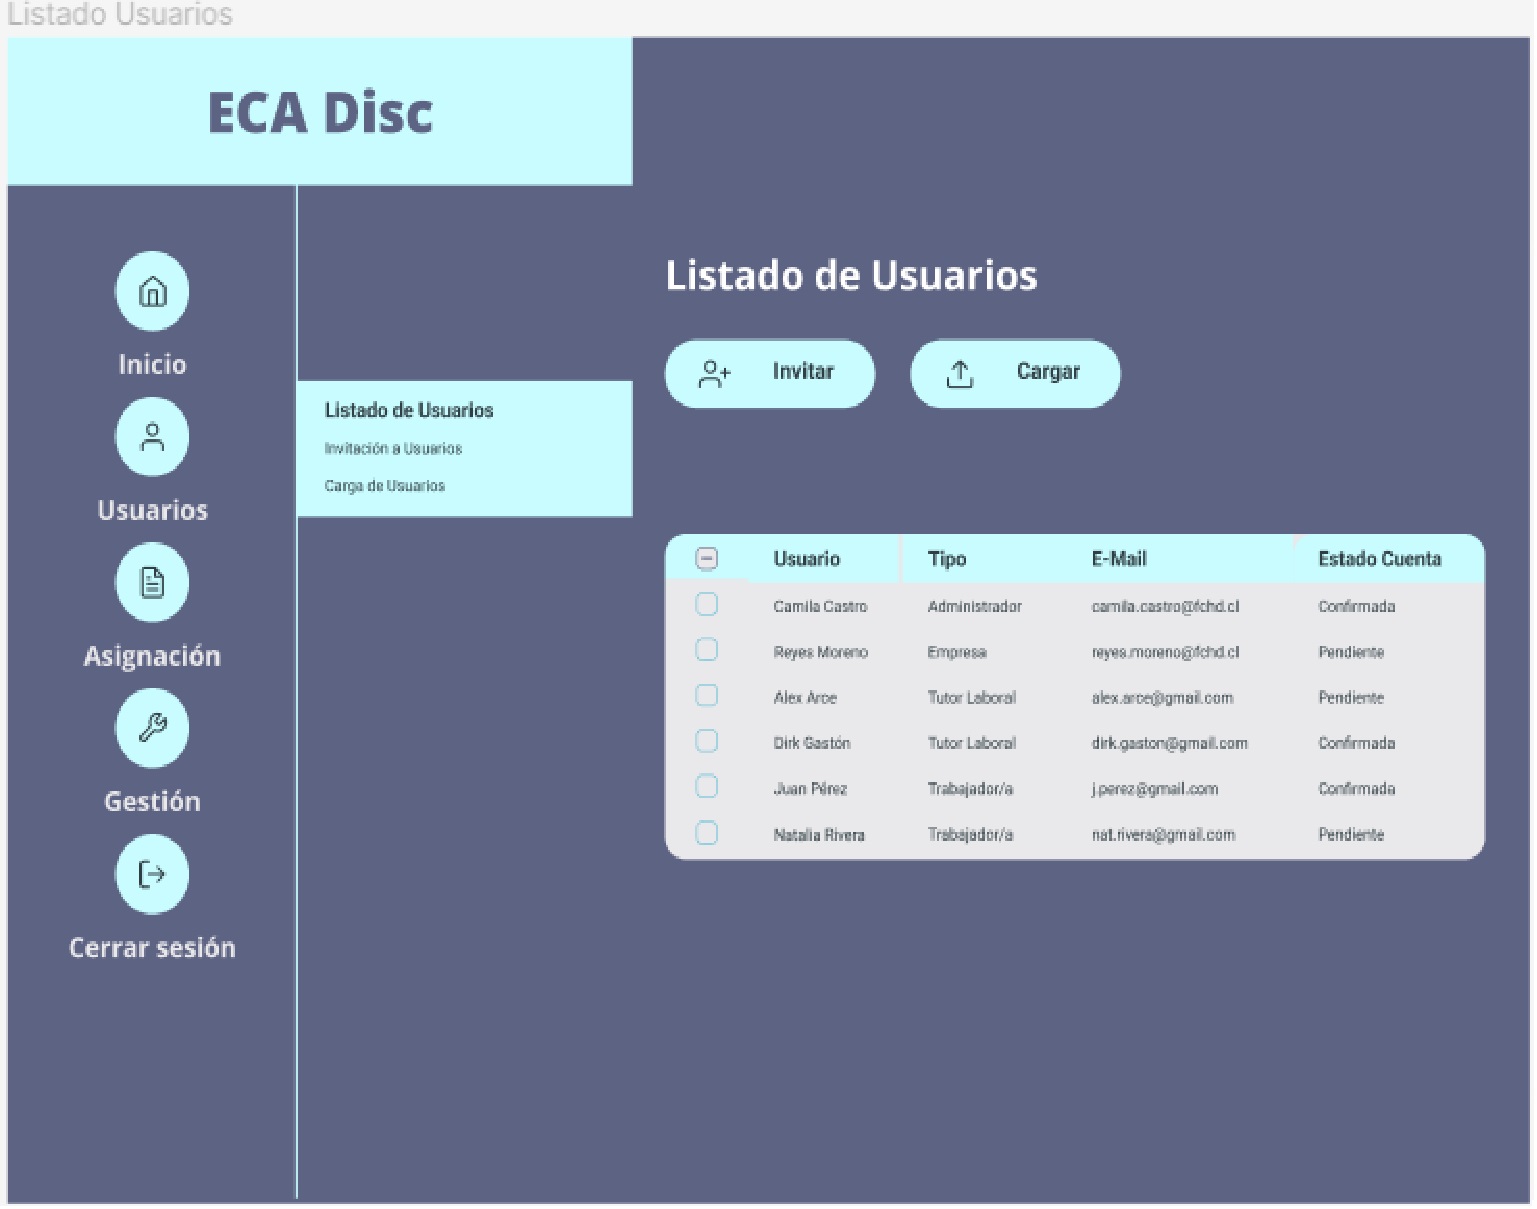 Listado Usuarios
ECA Disc
Inicio
Usuarios
Asignación
Gestión
Cerrar sesión
Listado de Usuarios
Invitación a Usuarios
Carga de Usuarios
Listado de Usuarios
Invitar Cargar
Usuario Tipo E-Mail Estado Cuenta
Camila Castro Administrador camila.castro@fchd.cl Confirmada
Reyes Moreno Empresa reyes.moreno@fchd.cl Pendiente
Alex Arce Tutor Laboral alex.arce@gmail.com Pendiente
Dirk Gastón Tutor Laboral dirk.gaston@gmail.com Confirmada
Juan Pérez Trabajador/a j.perez@gmail.com Confirmada
Natalia Rivera Trabajador/a nat.rivera@gmail.com Pendiente